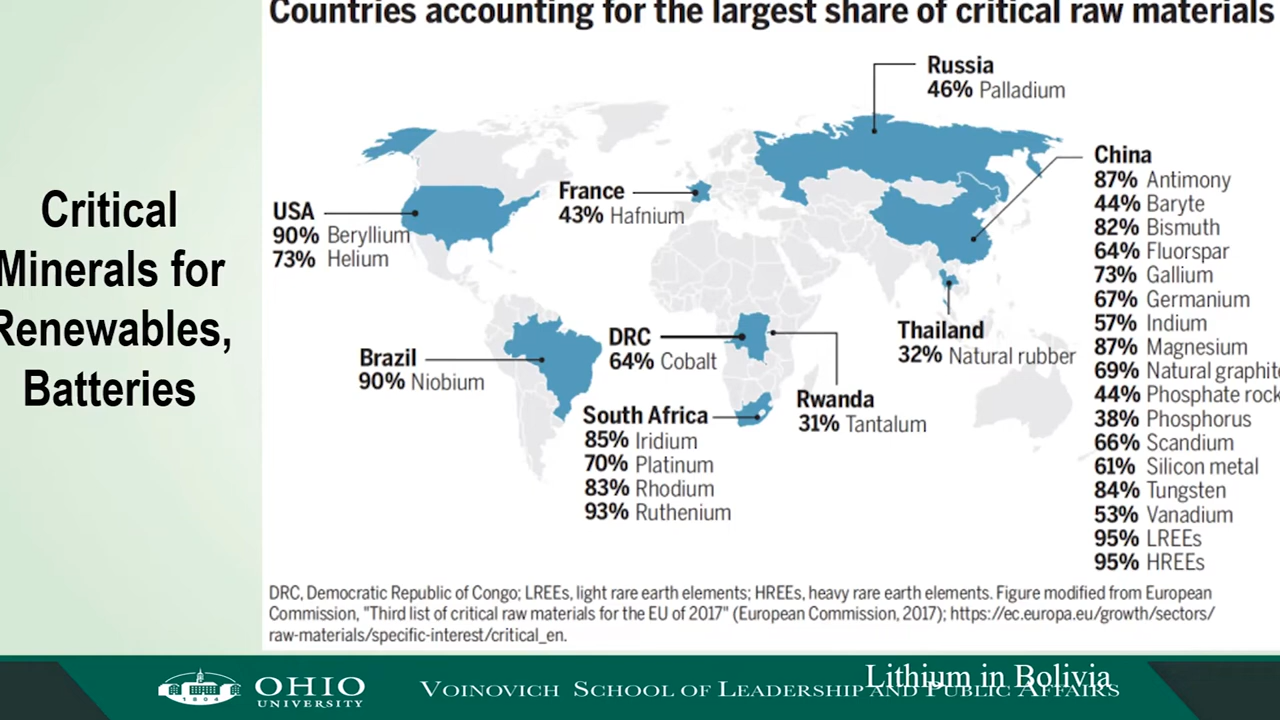 Countries accounting for the largest share of critical raw materials
Critical
Minerals for
Renewables,
Batteries
Russia
46% Palladium
China
87% Antimony
44% Baryte
82% Bismuth
64% Fluorspar
73% Gallium
67% Germanium
57% Indium
87% Magnesium
69% Natural graphite
44% Phosphate rock
38% Phosphorus
66% Scandium
61% Silicon metal
84% Tungsten
53% Vanadium
95% LREEs
95% HREEs
France
43% Hafnium
USA
90% Beryllium
73% Helium
Thailand
32% Natural rubber
DRC
64% Cobalt
Brazil
90% Niobium
Rwanda
31% Tantalum
South Africa
85% Iridium
70% Platinum
83% Rhodium
93% Ruthenium
DRC, Democratic Republic of Congo; LREEs, light rare earth elements; HREEs, heavy rare earth elements. Figure modified from European
Commission, "Third list of critical raw materials for the EU of 2017" (European Commission, 2017); https://ec.europa.eu/growth/sectors/
raw-materials/specific-interest/critical_en.
Lithium in Bolivia
1804
OHIO
UNIVERSITY
VOINOVICH SCHOOL OF LEADERSHIP AND PUBLIC AFFAIRS